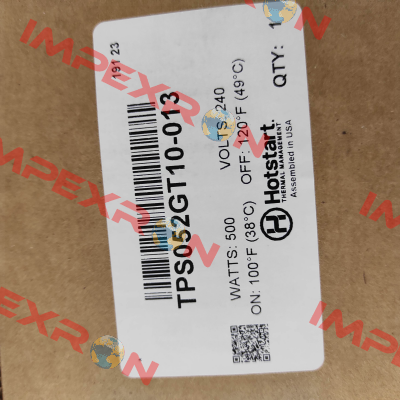 191 23
TPS052GT10-013
WATTS: 500 VOLTS: 240
ON: 100°F (38°C) OFF: 120°F (49°C)
Hotstart
THERMAL MANAGEMENT
Assembled in USA
QTY: 1
IMPEXRON
IMPEXRON
IMPEXRON